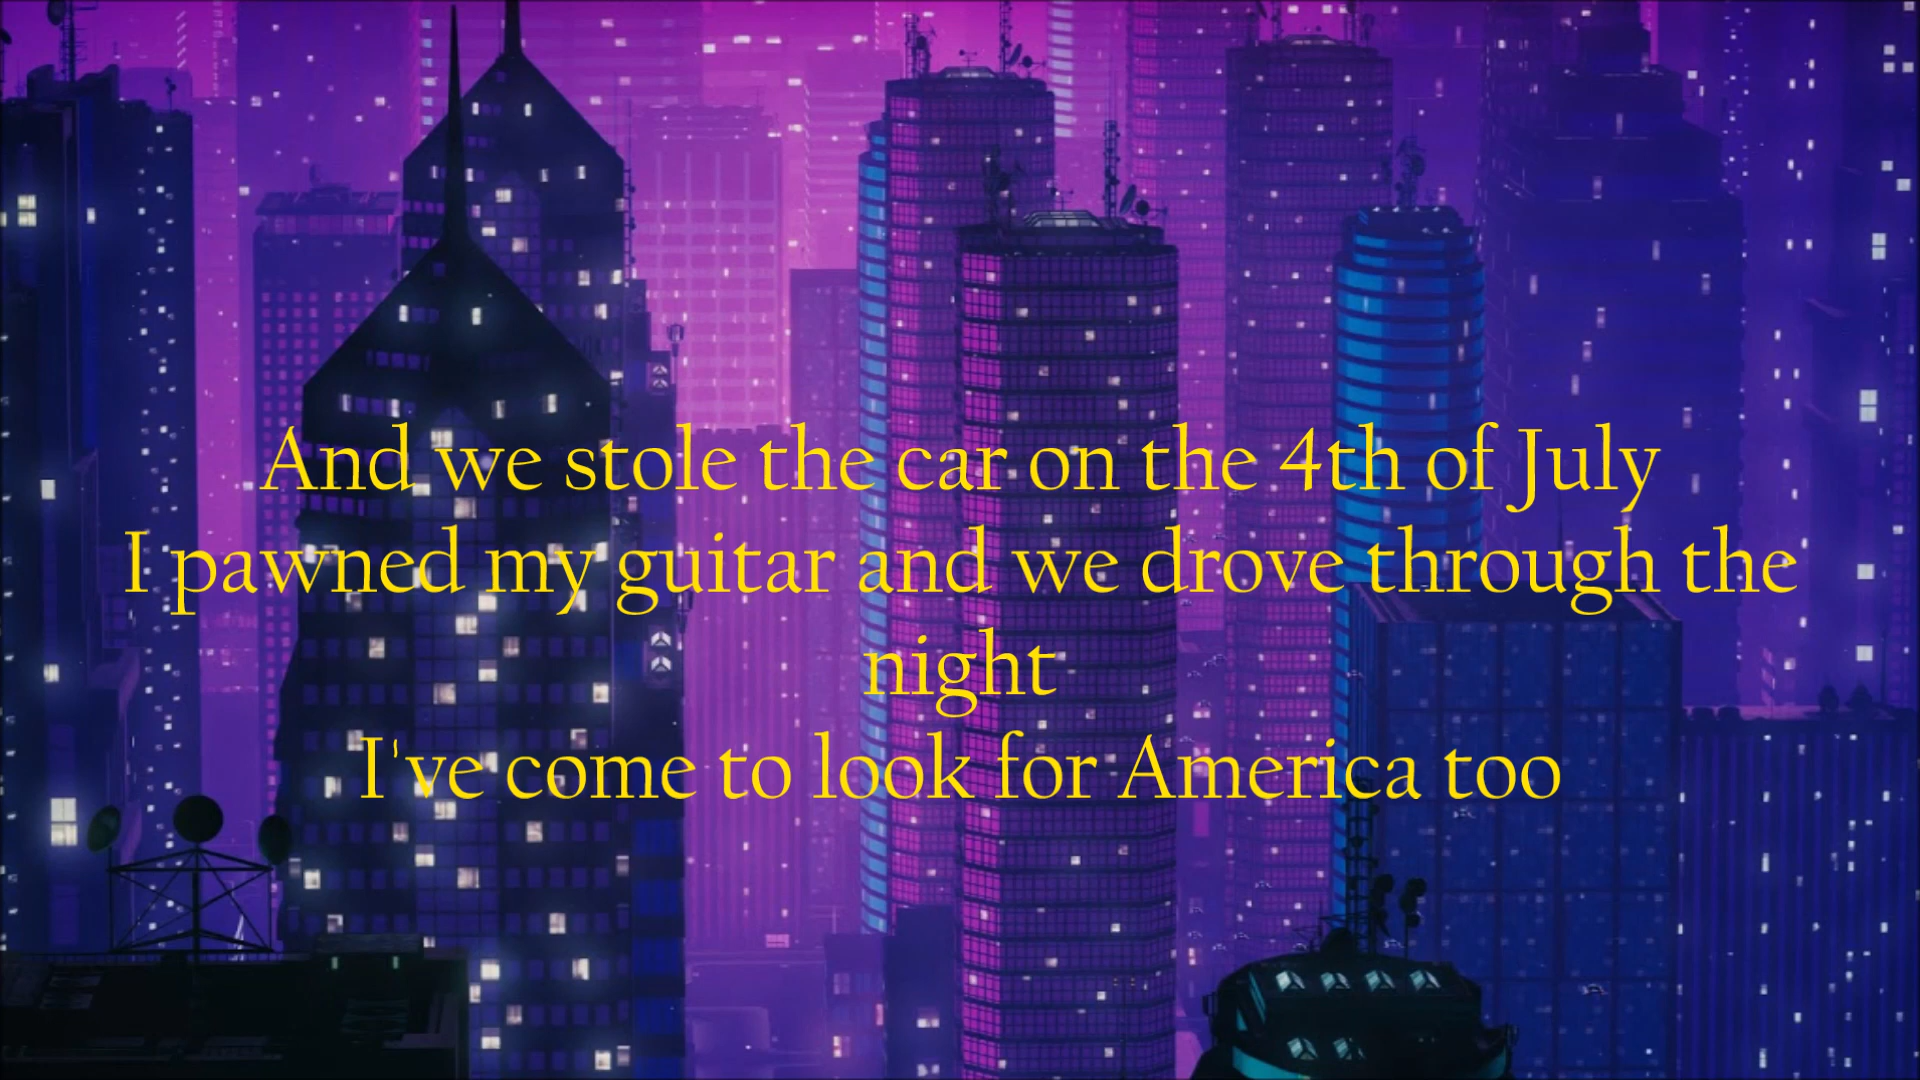 And we stole the car on the 4th of July
I pawned my guitar and we drove through the
night
I've come to look for America too